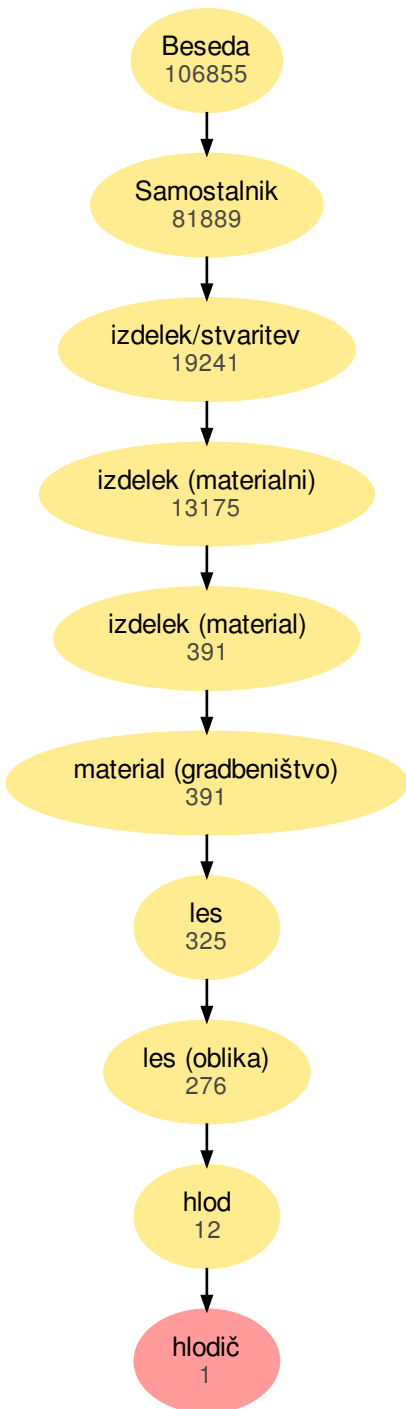 Beseda
106855
Samostalnik
81889
izdelek/stvaritev
19241
izdelek (materialni)
13175
izdelek (material)
391
material (gradbeništvo)
391
les
325
les (oblika)
276
hlod
12
hlodič
1